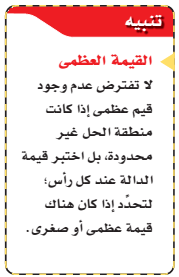 تنبيه
القيمة العظمى
لا تفترض عدم وجود
قيم عظمى إذا كانت
منطقة الحل غير
محدودة، بل اختبر قيمة
الدالة عند كل رأس؛
لتحدِّد إذا كان هناك
قيمة عظمى أو صغرى.